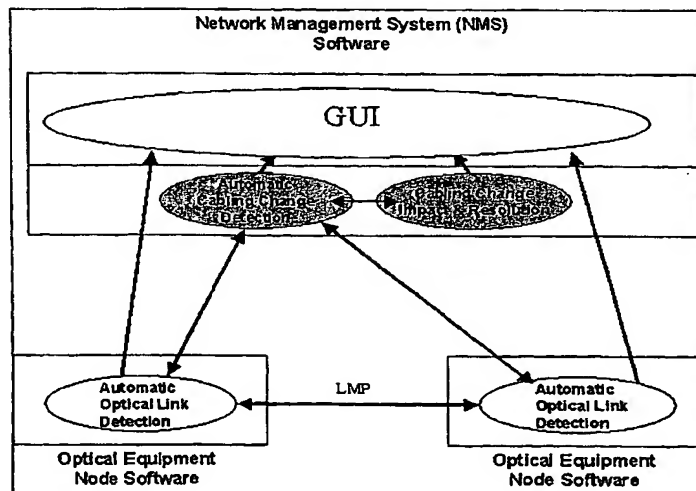 Network Management System (NMS)
Software
GUI
Automatic
Cabling Change
Detection
Cabling Change
Impact & Resolution
LMP
Automatic
Optical Link
Detection
Automatic
Optical Link
Detection
Optical Equipment
Node Software
Optical Equipment
Node Software